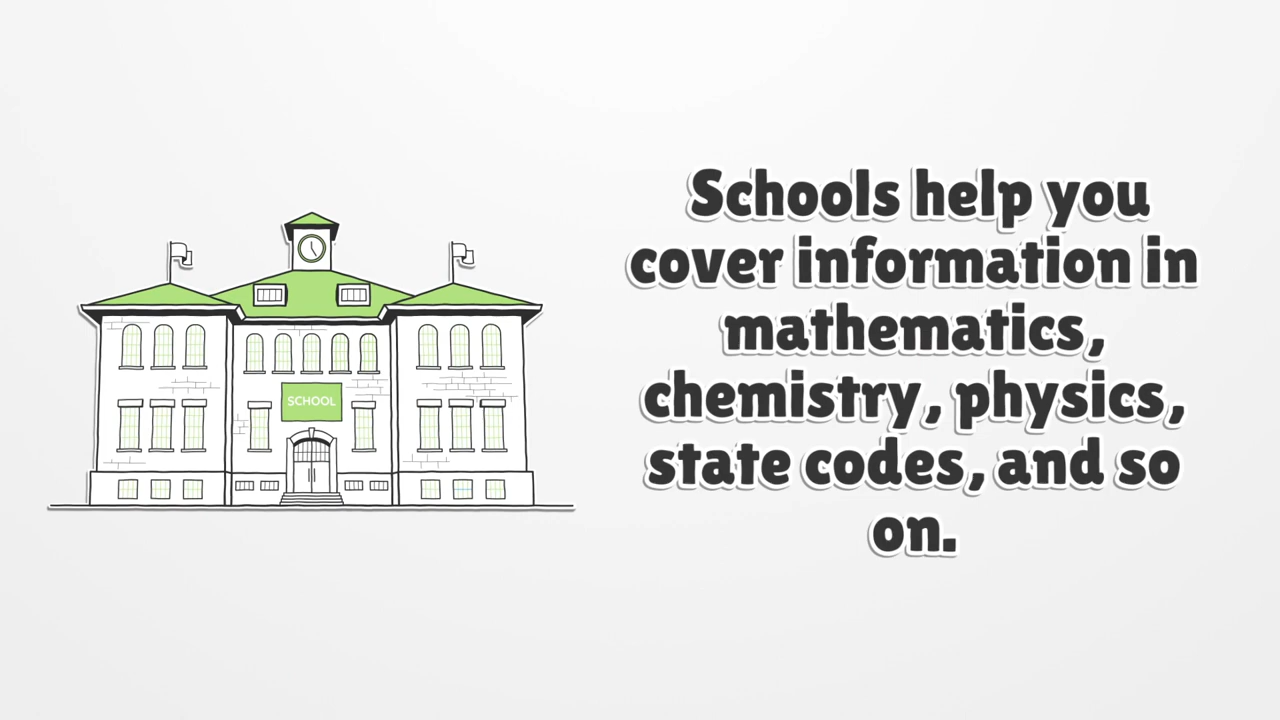 SCHOOL
Schools help you
cover information in
mathematics,
chemistry, physics,
state codes, and so
on.